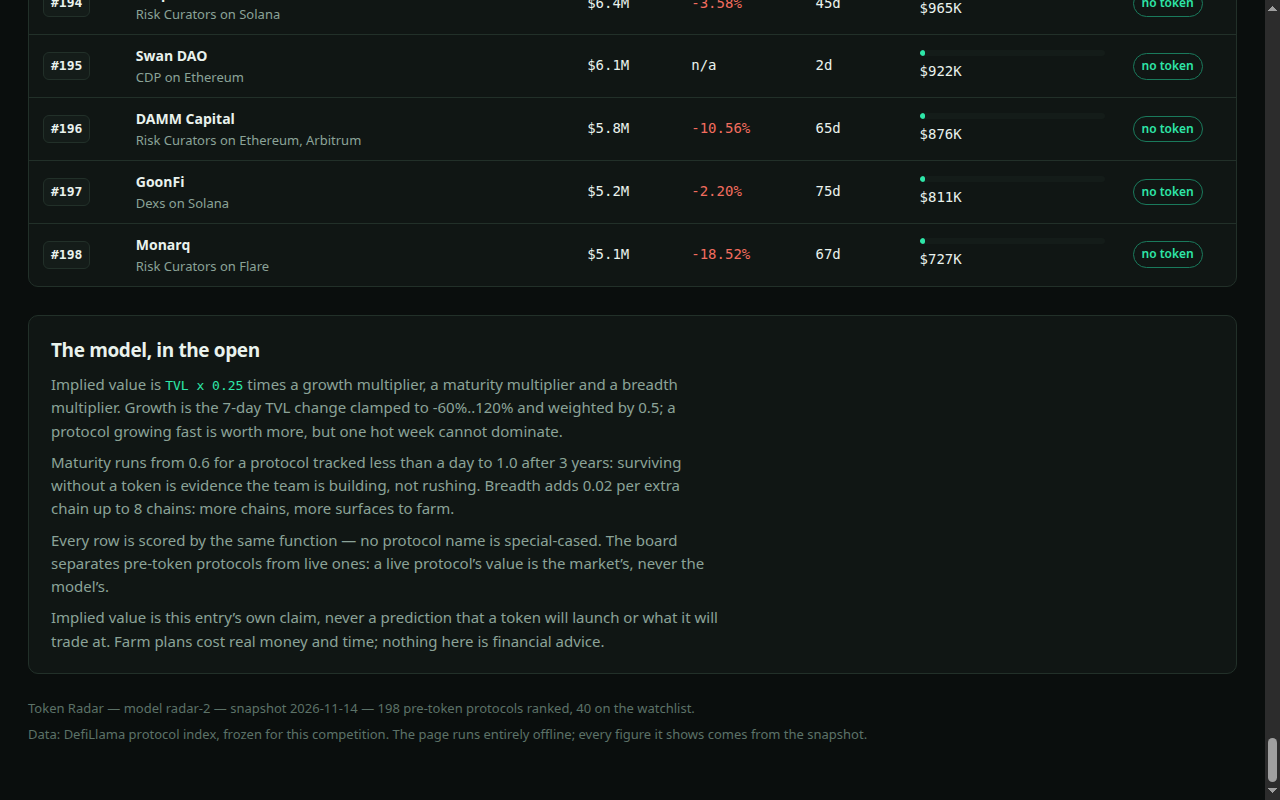 #194
Risk Curators on Solana
$6.4M
-3.58%
45d
$965K
no token
#195
Swan DAO
CDP on Ethereum
$6.1M
n/a
2d
$922K
no token
#196
DAMM Capital
Risk Curators on Ethereum, Arbitrum
$5.8M
-10.56%
65d
$876K
no token
#197
GoonFi
Dexs on Solana
$5.2M
-2.20%
75d
$811K
no token
#198
Monarq
Risk Curators on Flare
$5.1M
-18.52%
67d
$727K
no token
The model, in the open
Implied value is TVL x 0.25 times a growth multiplier, a maturity multiplier and a breadth
multiplier. Growth is the 7-day TVL change clamped to -60%..120% and weighted by 0.5; a
protocol growing fast is worth more, but one hot week cannot dominate.
Maturity runs from 0.6 for a protocol tracked less than a day to 1.0 after 3 years: surviving
without a token is evidence the team is building, not rushing. Breadth adds 0.02 per extra
chain up to 8 chains: more chains, more surfaces to farm.
Every row is scored by the same function — no protocol name is special-cased. The board
separates pre-token protocols from live ones: a live protocol’s value is the market’s, never the
model’s.
Implied value is this entry’s own claim, never a prediction that a token will launch or what it will
trade at. Farm plans cost real money and time; nothing here is financial advice.
Token Radar — model radar-2 — snapshot 2026-11-14 — 198 pre-token protocols ranked, 40 on the watchlist.
Data: DefiLlama protocol index, frozen for this competition. The page runs entirely offline; every figure it shows comes from the snapshot.